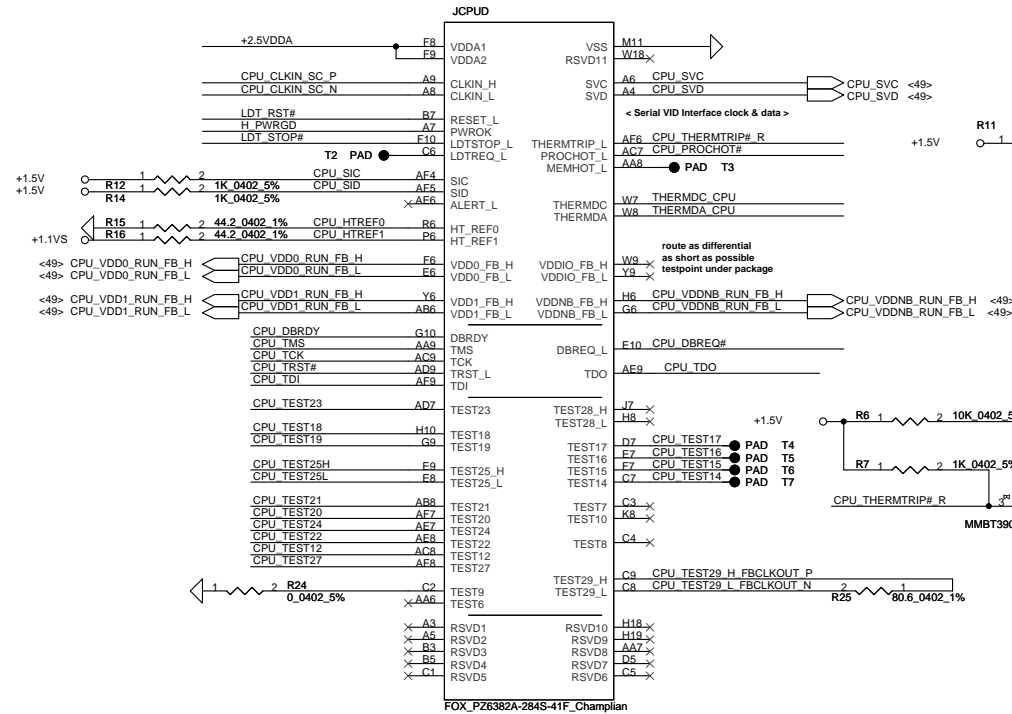 JCPUD
+2.5VDDA F8 VDDA1 VSS M11
F9 VDDA2 RSVD11 W18
CPU_CLKIN_SC_P A9 CLKIN_H SVC A6 CPU_SVC CPU_SVC <49>
CPU_CLKIN_SC_N A8 CLKIN_L SVD A4 CPU_SVD CPU_SVD <49>
LDT_RST# B7 RESET_L < Serial VID Interface clock & data >
H_PWRGD A7 PWROK
LDT_STOP# F10 LDTSTOP_L THERMTRIP_L AF6 CPU_THERMTRIP#_R
T2 PAD C6 LDTREQ_L PROCHOT_L AC7 CPU_PROCHOT#
MEMHOT_L AA8 PAD T3
R11
+1.5V 1
+1.5V R12 1 2 1K_0402_5% CPU_SIC AF4 SIC
+1.5V R14 1 2 1K_0402_5% CPU_SID AF5 SID
AE6 ALERT_L THERMDC W7 THERMDC_CPU
THERMDA W8 THERMDA_CPU
R15 1 2 44.2_0402_1% CPU_HTREF0 R6 HT_REF0
+1.1VS R16 1 2 44.2_0402_1% CPU_HTREF1 P6 HT_REF1
route as differential
as short as possible
testpoint under package
<49> CPU_VDD0_RUN_FB_H CPU_VDD0_RUN_FB_H F6 VDD0_FB_H VDDIO_FB_H W9
<49> CPU_VDD0_RUN_FB_L CPU_VDD0_RUN_FB_L E6 VDD0_FB_L VDDIO_FB_L Y9
<49> CPU_VDD1_RUN_FB_H CPU_VDD1_RUN_FB_H Y6 VDD1_FB_H VDDNB_FB_H H6 CPU_VDDNB_RUN_FB_H CPU_VDDNB_RUN_FB_H <49>
<49> CPU_VDD1_RUN_FB_L CPU_VDD1_RUN_FB_L AB6 VDD1_FB_L VDDNB_FB_L G6 CPU_VDDNB_RUN_FB_L CPU_VDDNB_RUN_FB_L <49>
CPU_DBRDY G10 DBRDY
CPU_TMS AA9 TMS DBREQ_L E10 CPU_DBREQ#
CPU_TCK AC9 TCK
CPU_TRST# AD9 TRST_L TDO AE9 CPU_TDO
CPU_TDI AF9 TDI
CPU_TEST23 AD7 TEST23 TEST28_H J7
TEST28_L H8
CPU_TEST18 H10 TEST18 TEST17 D7 CPU_TEST17 PAD T4
CPU_TEST19 G9 TEST19 TEST16 E7 CPU_TEST16 PAD T5
CPU_TEST25H E9 TEST25_H TEST15 F7 CPU_TEST15 PAD T6
CPU_TEST25L E8 TEST25_L TEST14 C7 CPU_TEST14 PAD T7
+1.5V R6 1 2 10K_0402_5
R7 1 2 1K_0402_5%
CPU_THERMTRIP#_R 3
MMBT390
CPU_TEST21 AB8 TEST21 TEST7 C3
CPU_TEST20 AF7 TEST20 TEST10 K8
CPU_TEST24 AE7 TEST24
CPU_TEST22 AE8 TEST22 TEST8 C4
CPU_TEST12 AC8 TEST12
CPU_TEST27 AF8 TEST27
TEST29_H C9 CPU_TEST29_H_FBCLKOUT_P
1 2 R24 0_0402_5% C2 TEST9 TEST29_L C8 CPU_TEST29_L_FBCLKOUT_N
AA6 TEST6 R25 2 1 80.6_0402_1%
A3 RSVD1 RSVD10 H18
A5 RSVD2 RSVD9 H19
B3 RSVD3 RSVD8 AA7
B5 RSVD4 RSVD7 D5
C1 RSVD5 RSVD6 C5
FOX_PZ6382A-284S-41F_Champlian